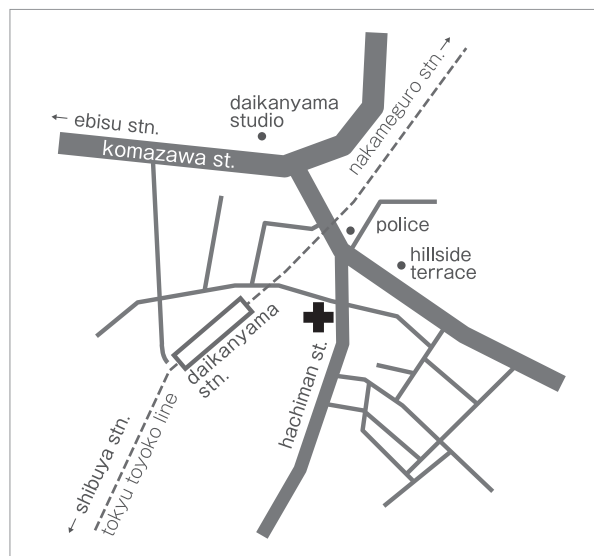 daikanyama
studio
← ebisu stn.
komazawa st.
nakameguro stn. →
police
hillside
terrace
daikanyama
stn.
hachiman st.
← shibuya stn.
tokyu toyoko line